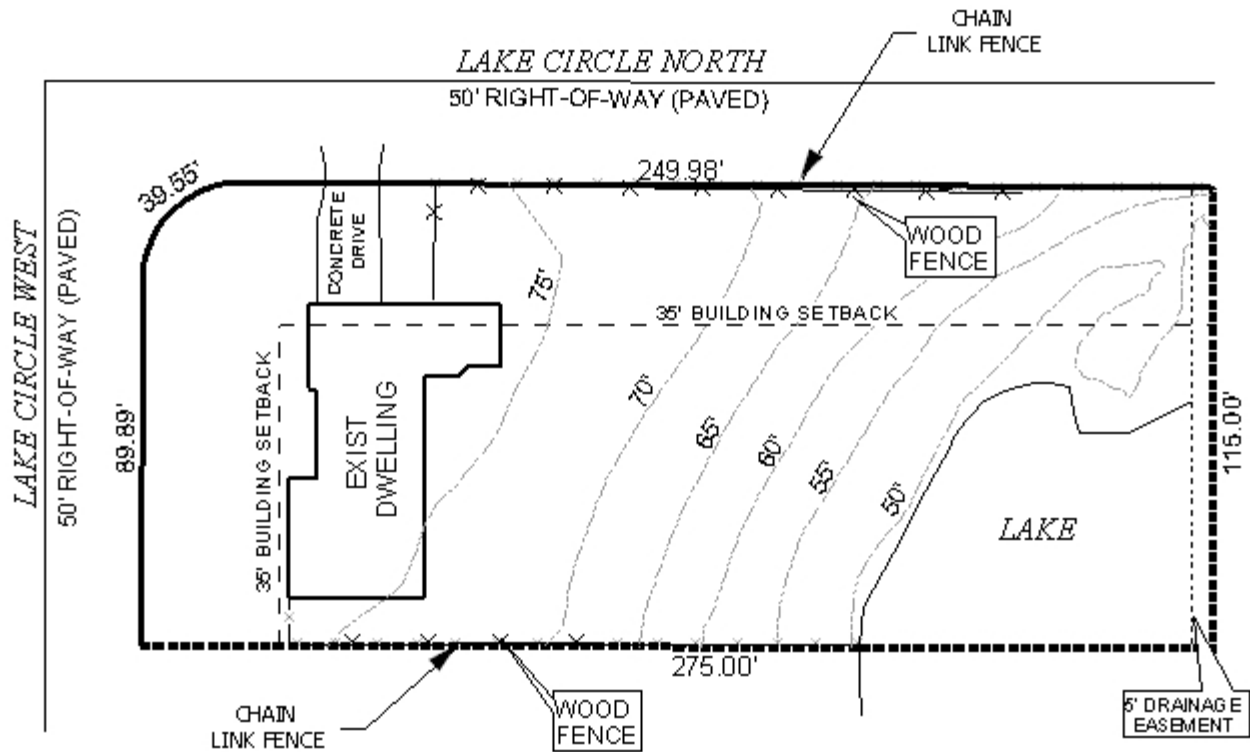 CHAIN
LINK FENCE
LAKE CIRCLE NORTH
50' RIGHT-OF-WAY (PAVED)
39.55'
249.98'
CONCRETE
DRIVE
WOOD
FENCE
LAKE CIRCLE WEST
50' RIGHT-OF-WAY (PAVED)
75'
35' BUILDING SETBACK
35' BUILDING SETBACK
89.89'
EXIST
DWELLING
70'
65'
60'
55'
50'
LAKE
115.00'
275.00'
CHAIN
LINK FENCE
WOOD
FENCE
5' DRAINAGE
EASEMENT